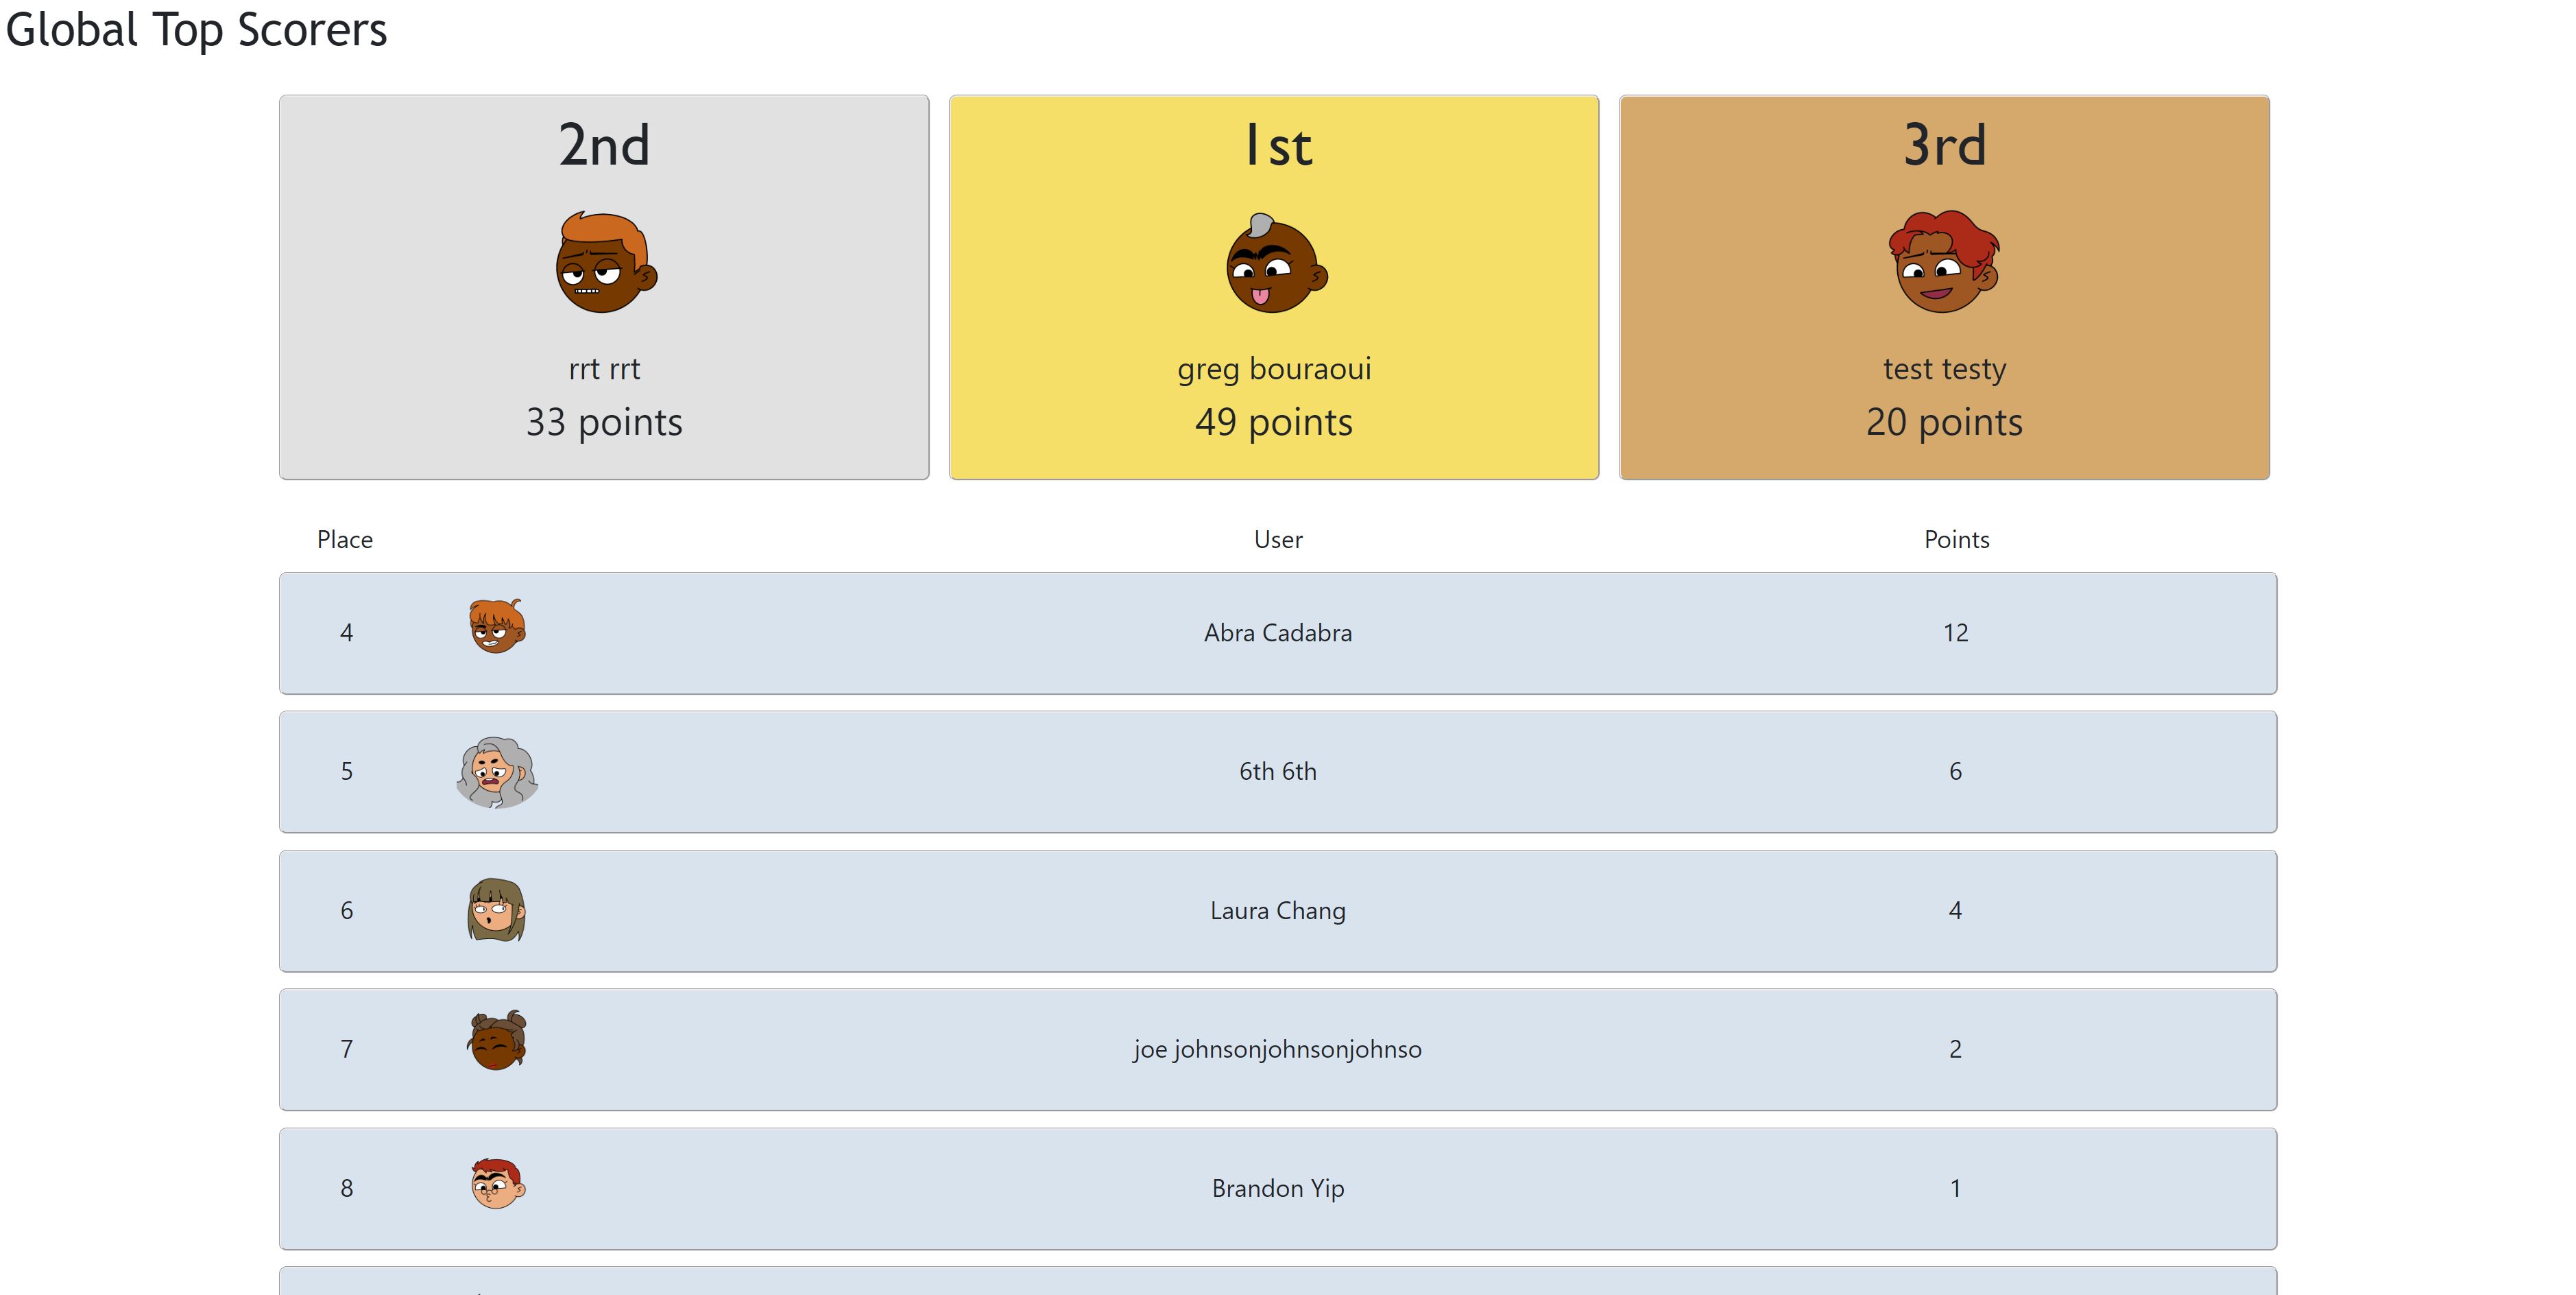 Global Top Scorers
2nd
rrt rrt
33 points
1st
greg bouraoui
49 points
3rd
test testy
20 points
Place User Points
4 Abra Cadabra 12
5 6th 6th 6
6 Laura Chang 4
7 joe johnsonjohnsonjohnso 2
8 Brandon Yip 1